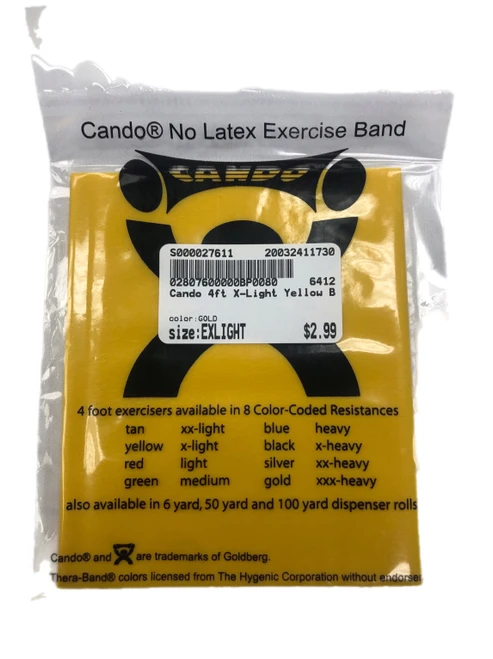 Cando® No Latex Exercise Band
CANDO
S000027611 20032411730
02807600000BP0080 6412
Cando 4ft X-Light Yellow B
color:GOLD
size:EXLIGHT $2.99
4 foot exercisers available in 8 Color-Coded Resistances
tan xx-light blue heavy
yellow x-light black x-heavy
red light silver xx-heavy
green medium gold xxx-heavy
also available in 6 yard, 50 yard and 100 yard dispenser rolls
Cando® and are trademarks of Goldberg.
Thera-Band® colors licensed from The Hygenic Corporation without endorser